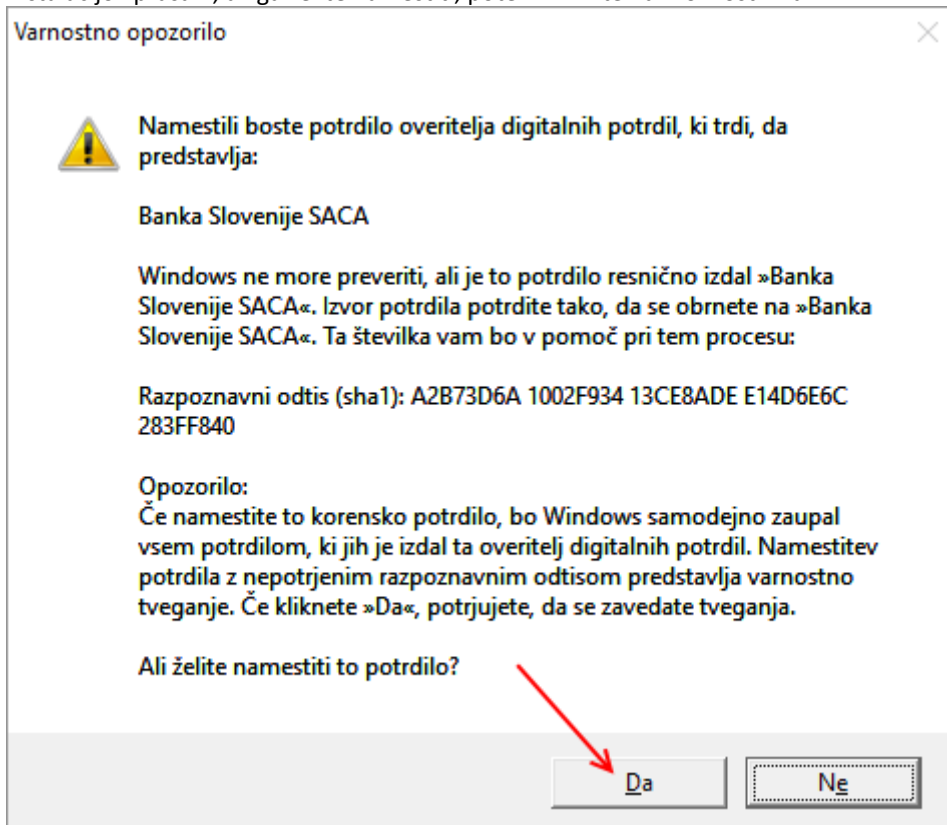 Varnostno opozorilo
Namestili boste potrdilo overitelja digitalnih potrdil, ki trdi, da
predstavlja:
Banka Slovenije SACA
Windows ne more preveriti, ali je to potrdilo resnično izdal »Banka
Slovenije SACA«. Izvor potrdila potrdite tako, da se obrnete na »Banka
Slovenije SACA«. Ta številka vam bo v pomoč pri tem procesu:
Razpoznavni odtis (sha1): A2B73D6A 1002F934 13CE8ADE E14D6E6C
283FF840
Opozorilo:
Če namestite to korensko potrdilo, bo Windows samodejno zaupal
vsem potrdilom, ki jih je izdal ta overitelj digitalnih potrdil. Namestitev
potrdila z nepotrjenim razpoznavnim odtisom predstavlja varnostno
tveganje. Če kliknete »Da«, potrjujete, da se zavedate tveganja.
Ali želite namestiti to potrdilo?
Da
Ne